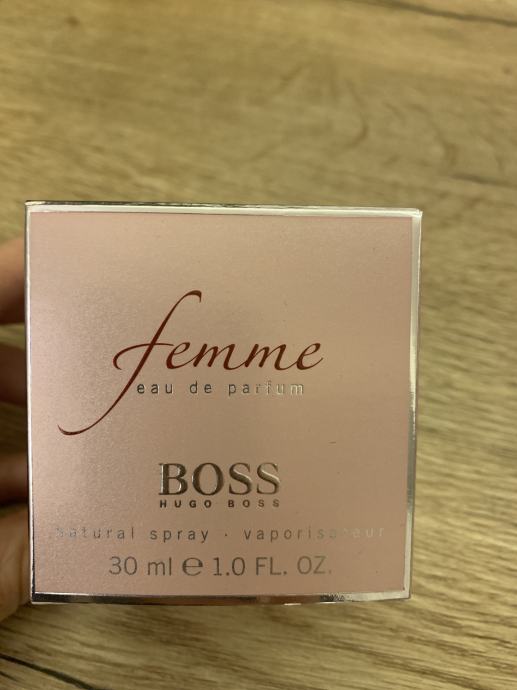 femme
eau de parfum
BOSS
HUGO BOSS
natural spray · vaporisateur
30 ml ℮ 1.0 FL. OZ.